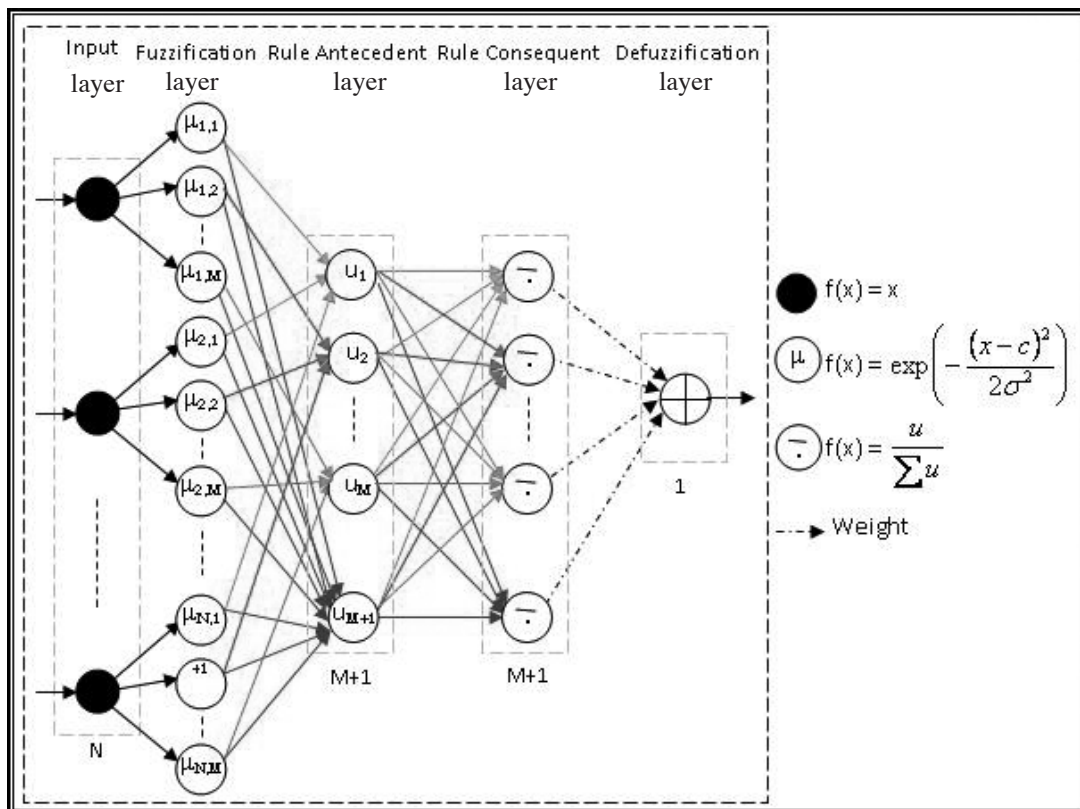 Input Fuzzification Rule Antecedent Rule Consequent Defuzzification
layer layer layer layer layer
μ1,1
μ1,2
μ1,M
μ2,1
μ2,2
μ2,M
μN,1
+1
μN,M
u1
u2
uM
uM+1
N
M+1
M+1
1
f(x) = x
μ f(x) = exp(-(x-c)²/2σ²)
f(x) = u/∑u
Weight